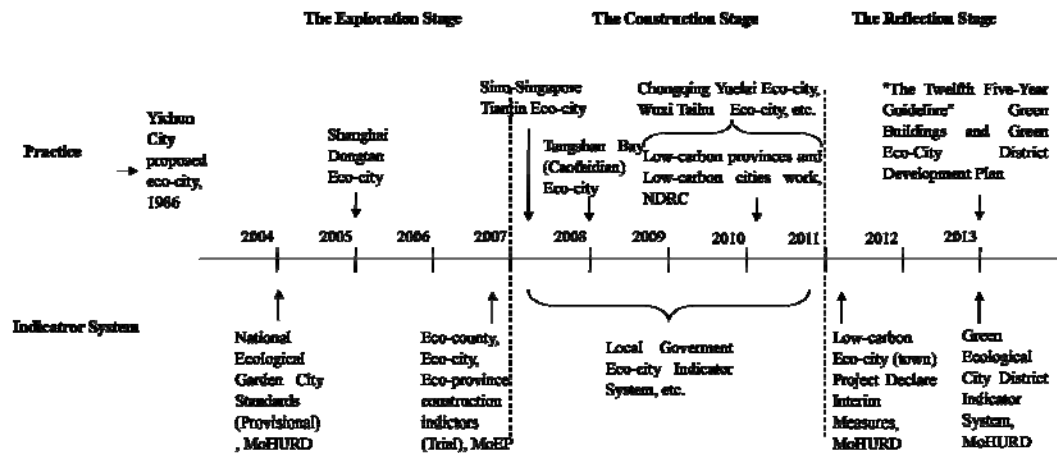 The Exploration Stage
The Construction Stage
The Reflection Stage
Practice
Yichun
City
proposed
eco-city,
1986
Shanghai
Dongtan
Eco-city
Sino-Singapore
Tianjin Eco-city
Tangshan Bay
(Caofeidian)
Eco-city
Chongqing Yuelai Eco-city,
Wuxi Taihu Eco-city, etc.
Low-carbon provinces and
Low-carbon cities work,
NDRC
"The Twelfth Five-Year
Guideline" Green
Buildings and Green
Eco-City District
Development Plan
2004 2005 2006 2007 2008 2009 2010 2011 2012 2013
Indicatror System
National
Ecological
Garden City
Standards
(Provisional)
, MoHURD
Eco-county,
Eco-city,
Eco-province
construction
indictors
(Trial), MoEP
Local Goverment
Eco-city Indicator
System, etc.
Low-carbon
Eco-city (town)
Project Declare
Interim
Measures,
MoHURD
Green
Ecological
City District
Indicator
System,
MoHURD